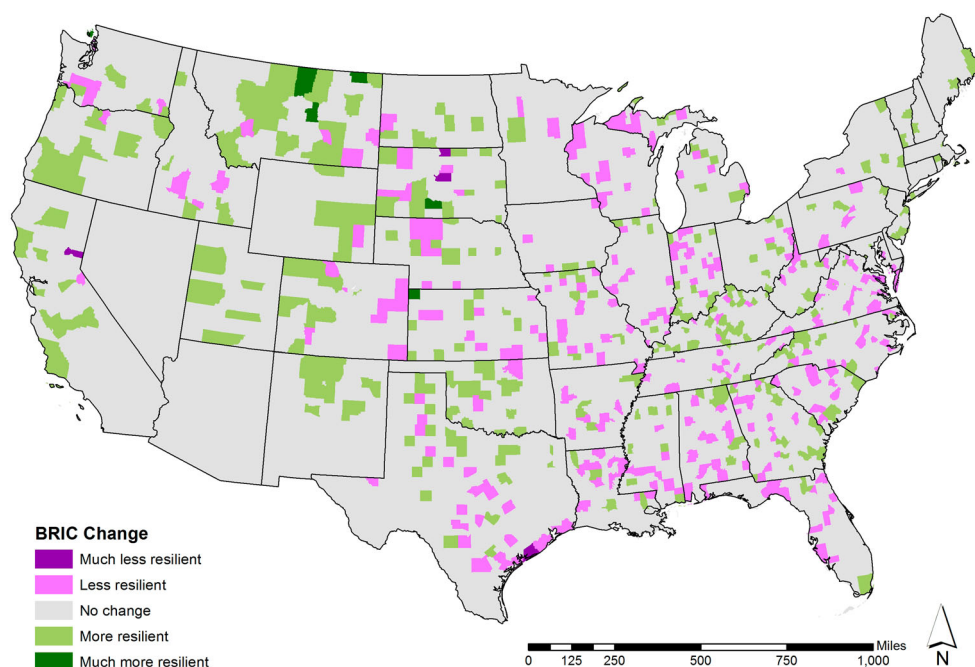 BRIC Change
Much less resilient
Less resilient
No change
More resilient
Much more resilient
Miles
0 125 250 500 750 1,000
N